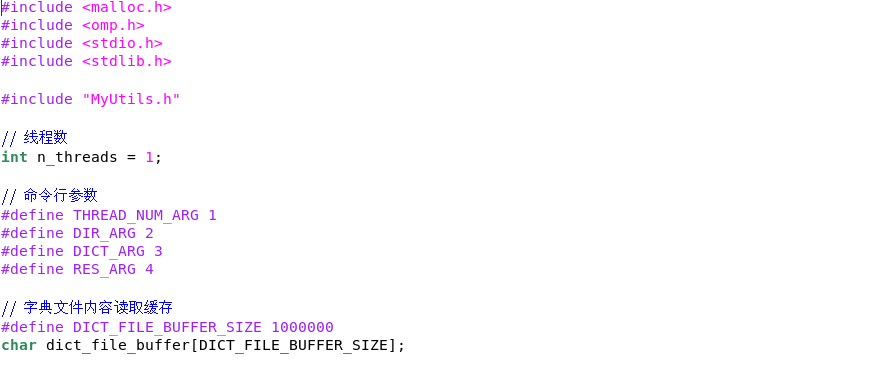 #include <malloc.h>
#include <omp.h>
#include <stdio.h>
#include <stdlib.h>
#include "MyUtils.h"
// 线程数
int n_threads = 1;
// 命令行参数
#define THREAD_NUM_ARG 1
#define DIR_ARG 2
#define DICT_ARG 3
#define RES_ARG 4
// 字典文件内容读取缓存
#define DICT_FILE_BUFFER_SIZE 1000000
char dict_file_buffer[DICT_FILE_BUFFER_SIZE];